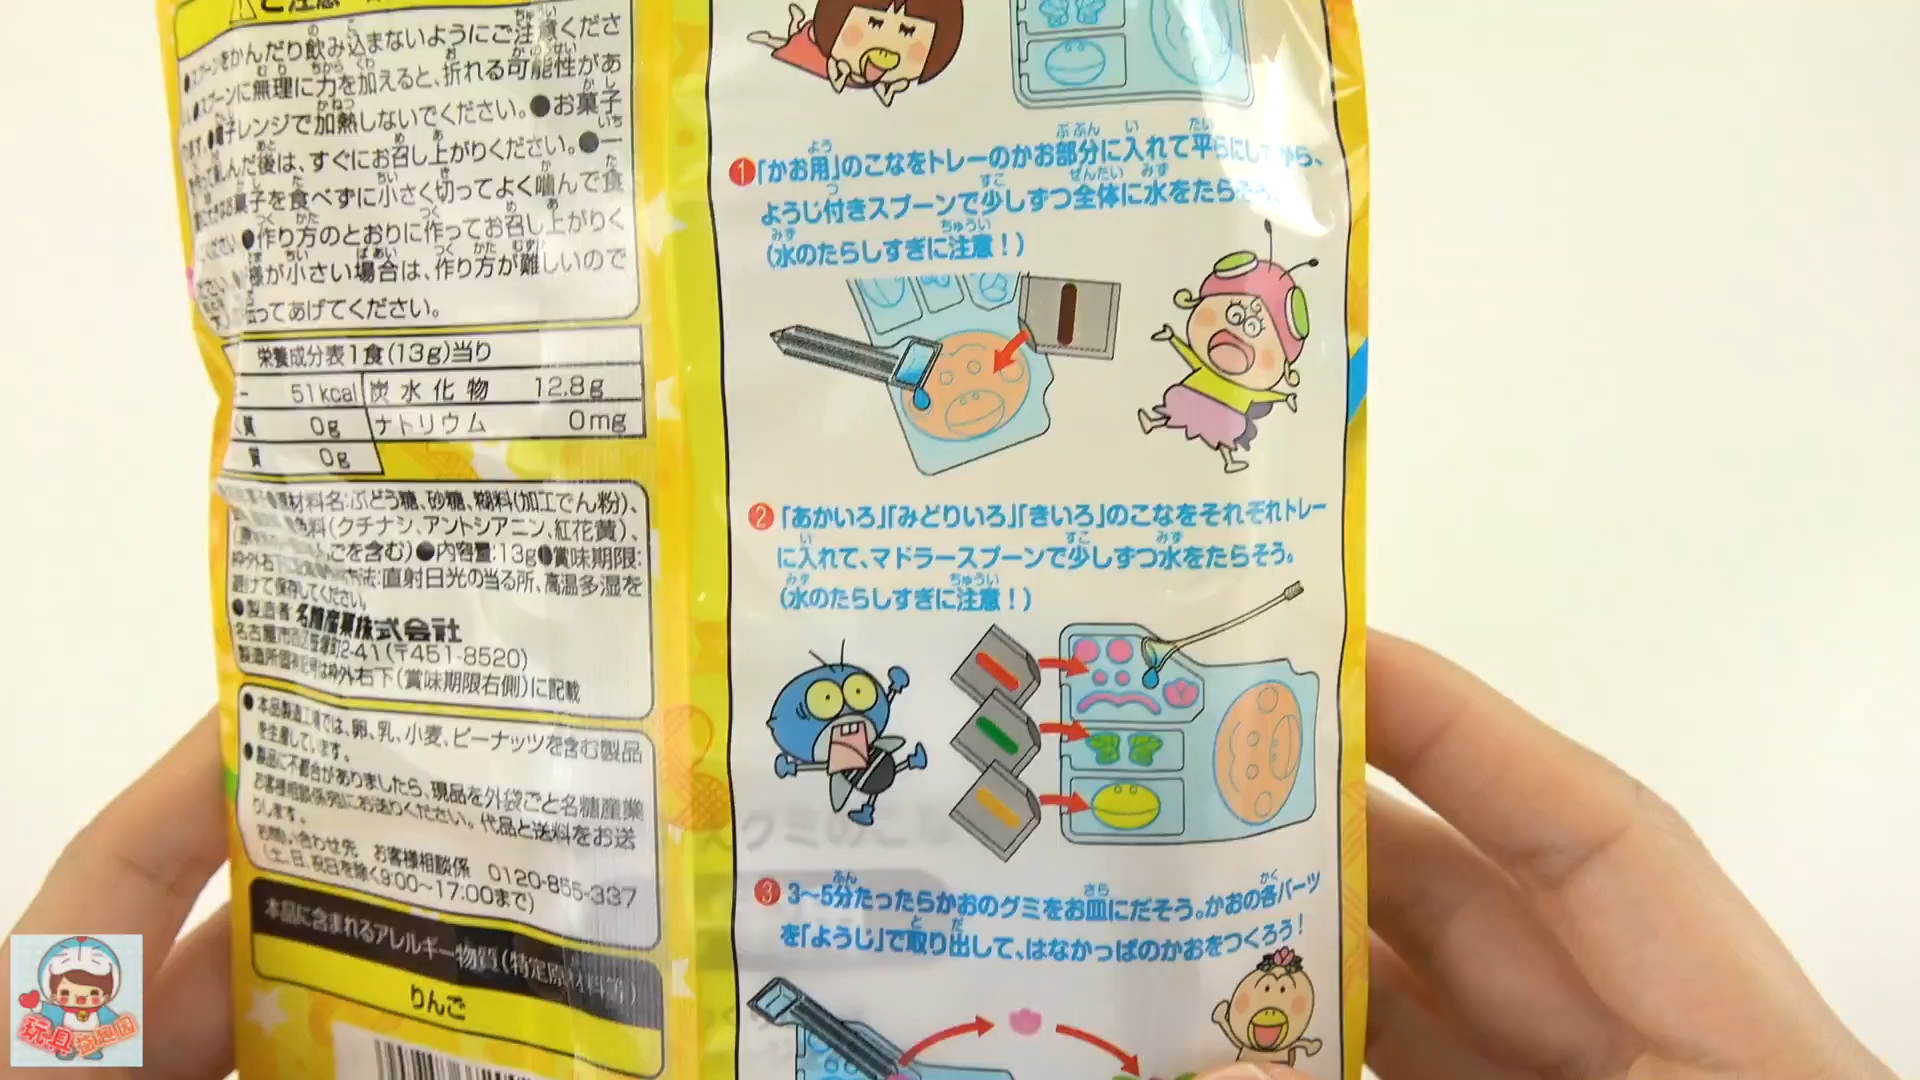 ご注意
●スプーンをかんだり飲み込まないようにご注意くださ
い。●スプーンに無理に力を加えると、折れる可能性があ
ります。●電子レンジで加熱しないでください。●お菓子
を作って楽しんだ後は、すぐにお召し上がりください。●一
お菓子を食べずに小さく切ってよく噛んで食
ください。●作り方のとおりに作ってお召し上がりく
様が小さい場合は、作り方が難しいので
ってあげてください。
栄養成分表1食(13g)当り
51kcal 炭水化物 12.8g
質 0g ナトリウム 0mg
質 0g
材料名:ぶどう糖、砂糖、糊料(加工でん粉)、
色料(クチナシ、アントシアニン、紅花黄)、
んごを含む)●内容量:13g●賞味期限:
枠外右下 方法:直射日光の当る所、高温多湿を
避けて保存してください。
●製造者 名糖産業株式会社
名古屋市西区笹塚町2-41(〒451-8520)
製造所固有記号は枠外右下(賞味期限右側)に記載
●本品製造工場では、卵、乳、小麦、ピーナッツを含む製品
を生産しています。
●製品に不都合がありましたら、現品を外袋ごと名糖産業
お客様相談係宛にお送りください。代品と送料をお送
りします。
お問い合わせ先 お客様相談係 0120-855-337
(土、日、祝日を除く9:00~17:00まで)
本品に含まれるアレルギー物質(特定原材料等)
りんご
1「かお用」のこなをトレーのかお部分に入れて平らにしてから、
ようじ付きスプーンで少しずつ全体に水をたらそう。
(水のたらしすぎに注意!)
2「あかいろ」「みどりいろ」「きいろ」のこなをそれぞれトレー
に入れて、マドラースプーンで少しずつ水をたらそう。
(水のたらしすぎに注意!)
3 3~5分たったらかおのグミをお皿にだそう。かおの各パーツ
を「ようじ」で取り出して、はなかっぱのかおをつくろう!
玩具